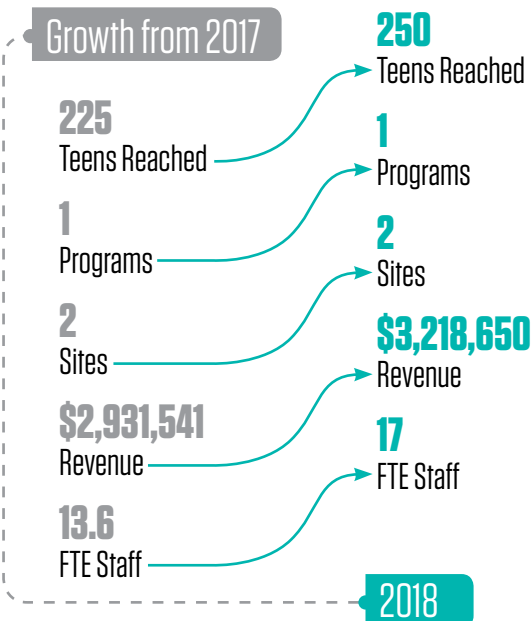 Growth from 2017
225
Teens Reached
1
Programs
2
Sites
$2,931,541
Revenue
13.6
FTE Staff
250
Teens Reached
1
Programs
2
Sites
$3,218,650
Revenue
17
FTE Staff
2018